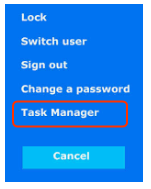 Lock
Switch user
Sign out
Change a password
Task Manager
Cancel